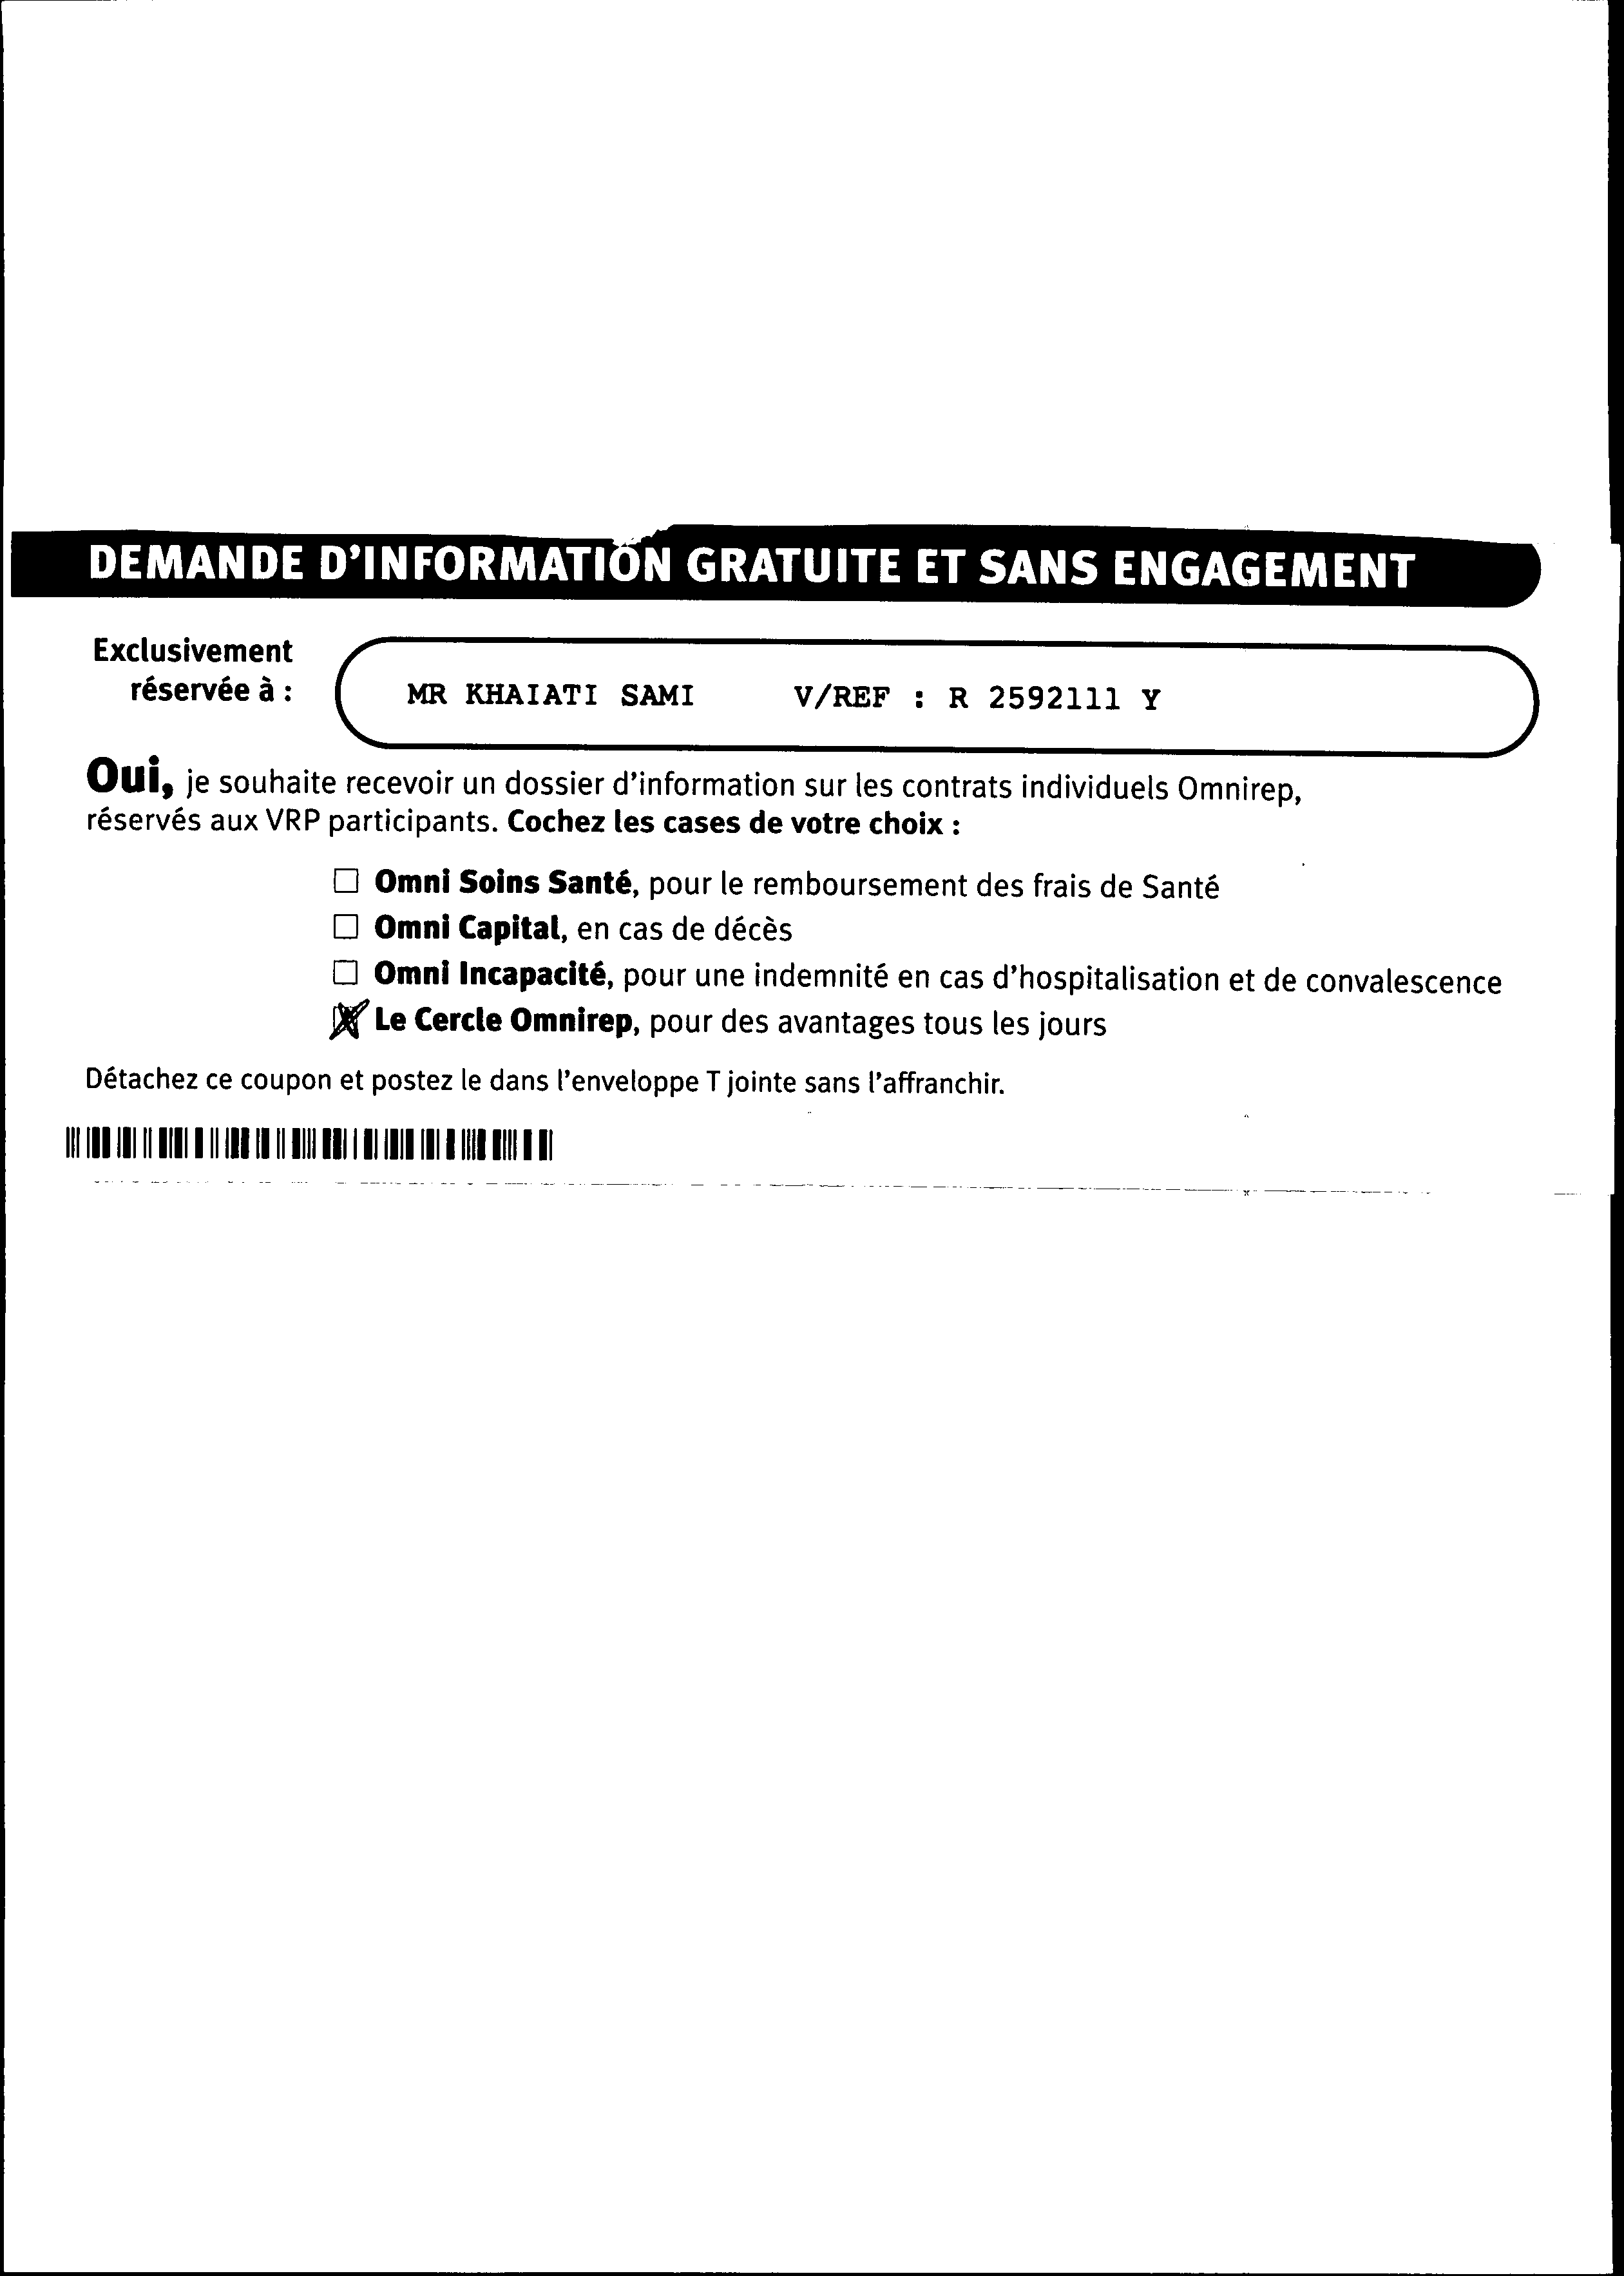 DEMANDE D'INFORMATION GRATUITE ET SANS ENGAGEMENT
Exclusivement
réservée à :
MR KHAIATI SAMI V/REF : R 2592111 Y
Oui, je souhaite recevoir un dossier d'information sur les contrats individuels Omnirep,
réservés aux VRP participants. Cochez les cases de votre choix :
Omni Soins Santé, pour le remboursement des frais de Santé
Omni Capital, en cas de décès
Omni Incapacité, pour une indemnité en cas d'hospitalisation et de convalescence
Le Cercle Omnirep, pour des avantages tous les jours
Détachez ce coupon et postez le dans l'enveloppe T jointe sans l'affranchir.